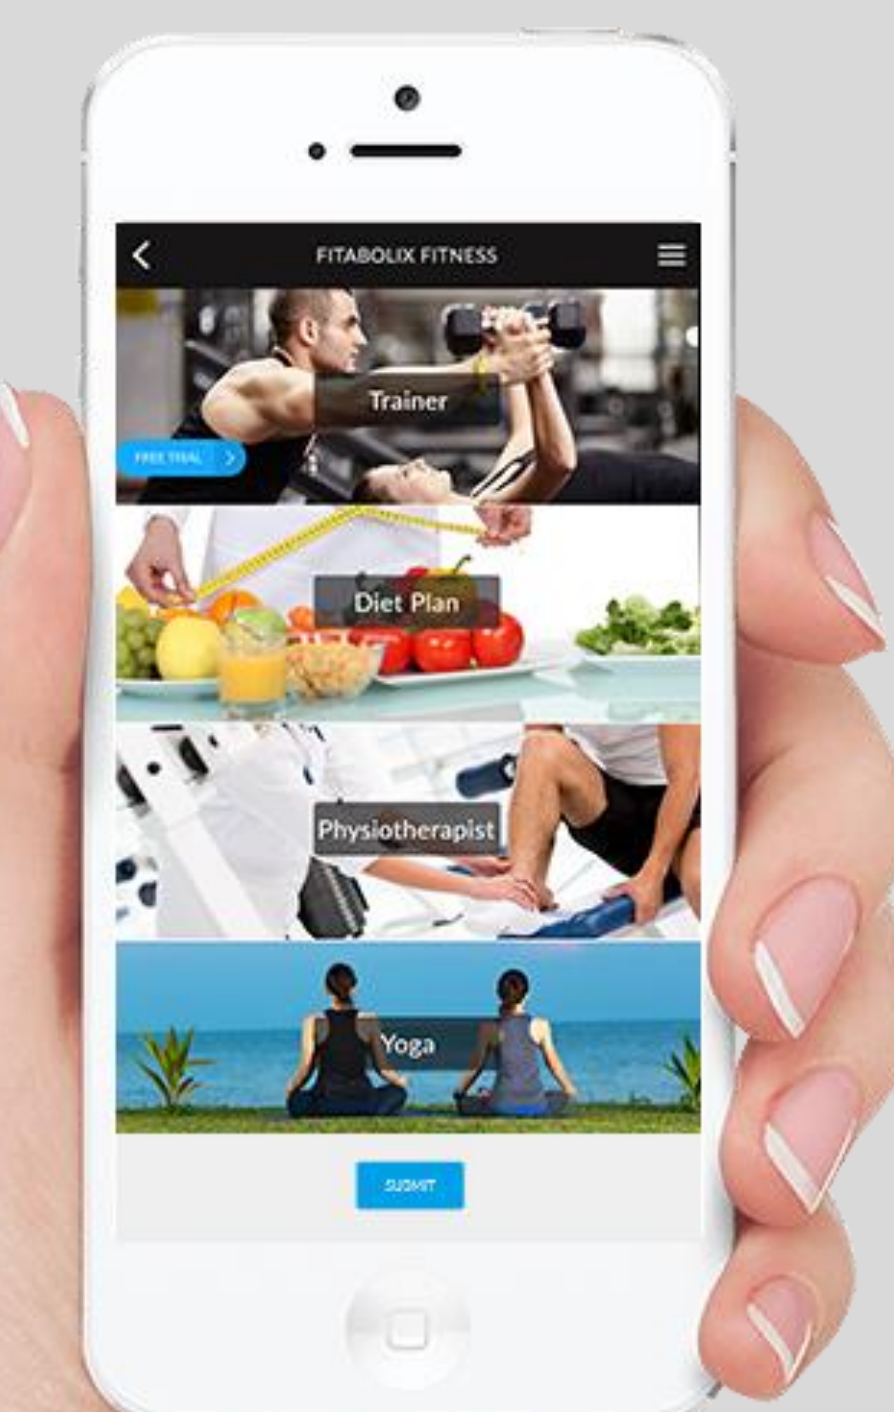 FITABOLIX FITNESS
Trainer
FREE TRIAL
Diet Plan
Physiotherapist
Yoga
SUBMIT